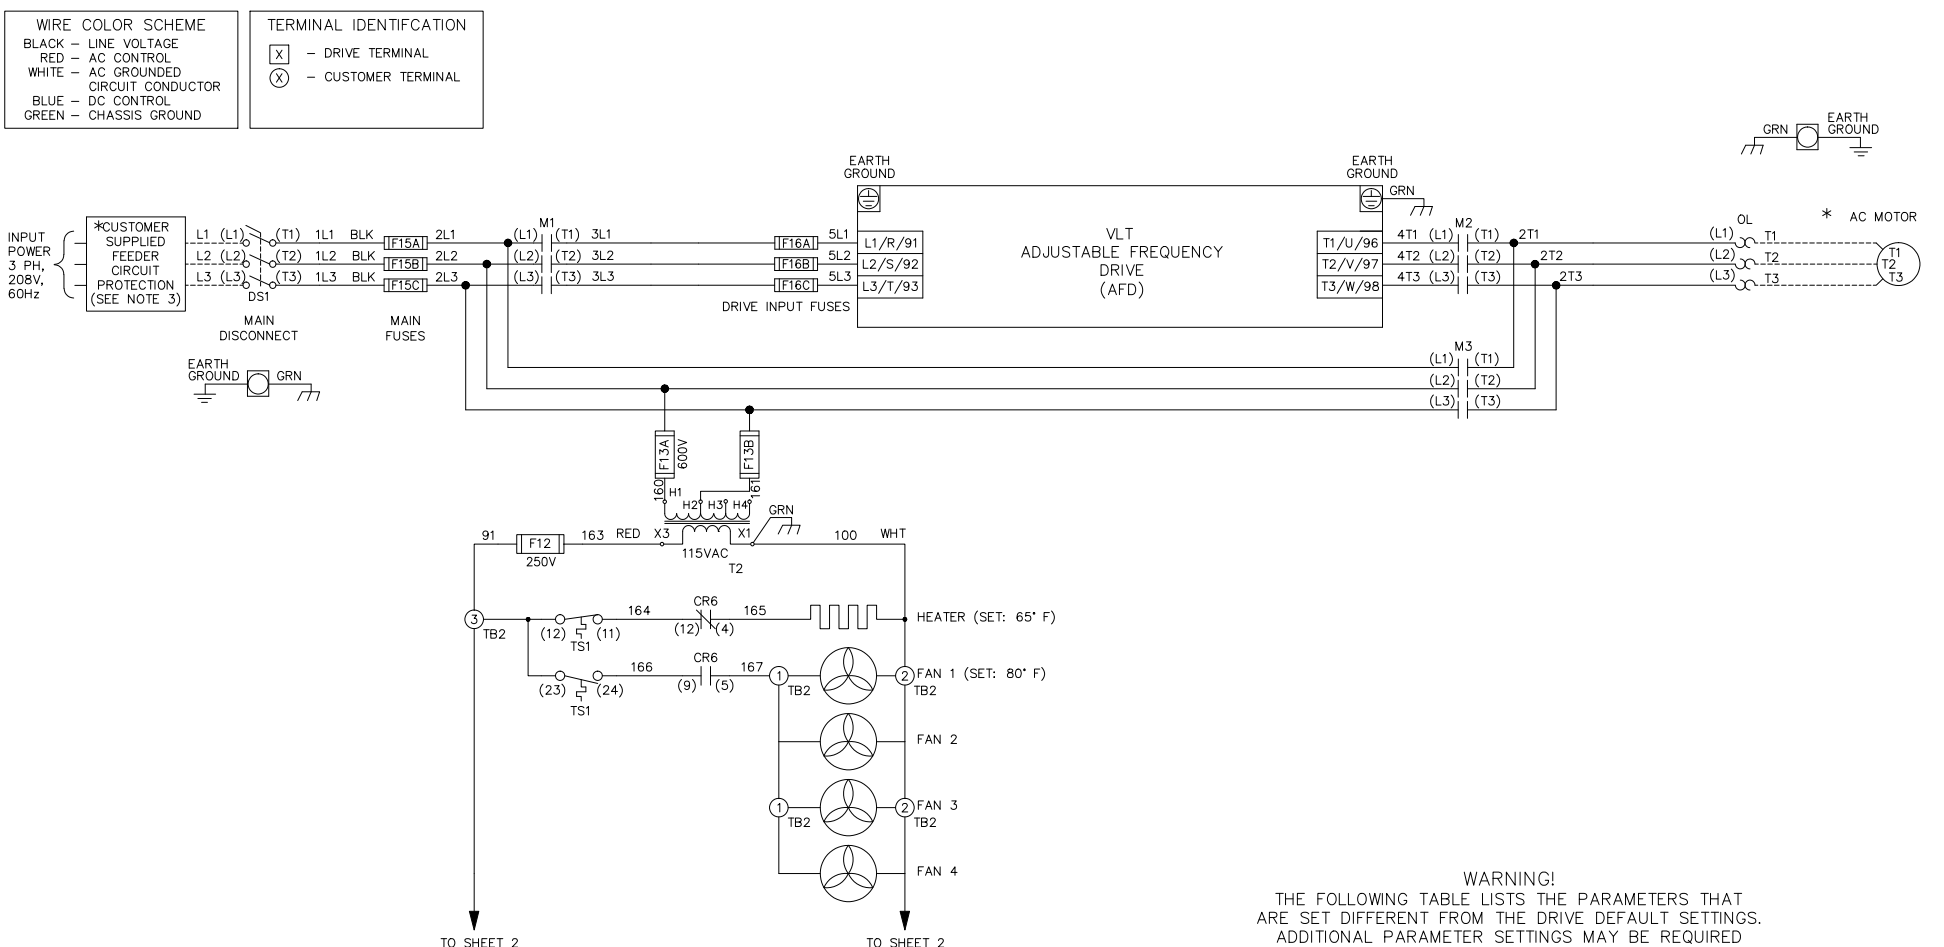 WIRE COLOR SCHEME
BLACK – LINE VOLTAGE
RED – AC CONTROL
WHITE – AC GROUNDED
CIRCUIT CONDUCTOR
BLUE – DC CONTROL
GREEN – CHASSIS GROUND
TERMINAL IDENTIFCATION
X – DRIVE TERMINAL
X – CUSTOMER TERMINAL
GRN
EARTH
GROUND
INPUT
POWER
3 PH,
208V,
60Hz
*CUSTOMER
SUPPLIED
FEEDER
CIRCUIT
PROTECTION
(SEE NOTE 3)
L1 (L1) (T1) 1L1 BLK F15A 2L1 (L1) M1 (T1) 3L1 F16A 5L1 L1/R/91
L2 (L2) (T2) 1L2 BLK F15B 2L2 (L2) (T2) 3L2 F16B 5L2 L2/S/92
L3 (L3) (T3) 1L3 BLK F15C 2L3 (L3) (T3) 3L3 F16C 5L3 L3/T/93
DS1
MAIN
DISCONNECT
MAIN
FUSES
DRIVE INPUT FUSES
EARTH
GROUND
VLT
ADJUSTABLE FREQUENCY
DRIVE
(AFD)
EARTH
GROUND
GRN
T1/U/96 4T1 (L1) M2 (T1) 2T1 (L1) OL T1
T2/V/97 4T2 (L2) (T2) 2T2 (L2) T2
T3/W/98 4T3 (L3) (T3) 2T3 (L3) T3
* AC MOTOR
T1
T2
T3
EARTH
GROUND
GRN
M3
(L1) (T1)
(L2) (T2)
(L3) (T3)
F13A
600V
F13B
160
161
H1
H2 H3 H4
GRN
91 F12 163 RED X3 X1 100 WHT
250V
115VAC
T2
3
TB2
(12) (11)
TS1
164
CR6
(12) (4)
165
HEATER (SET: 65° F)
(23) (24)
TS1
166
CR6
(9) (5)
167
1
TB2
2
TB2
FAN 1 (SET: 80° F)
FAN 2
1
TB2
2
TB2
FAN 3
FAN 4
TO SHEET 2
TO SHEET 2
WARNING!
THE FOLLOWING TABLE LISTS THE PARAMETERS THAT
ARE SET DIFFERENT FROM THE DRIVE DEFAULT SETTINGS.
ADDITIONAL PARAMETER SETTINGS MAY BE REQUIRED